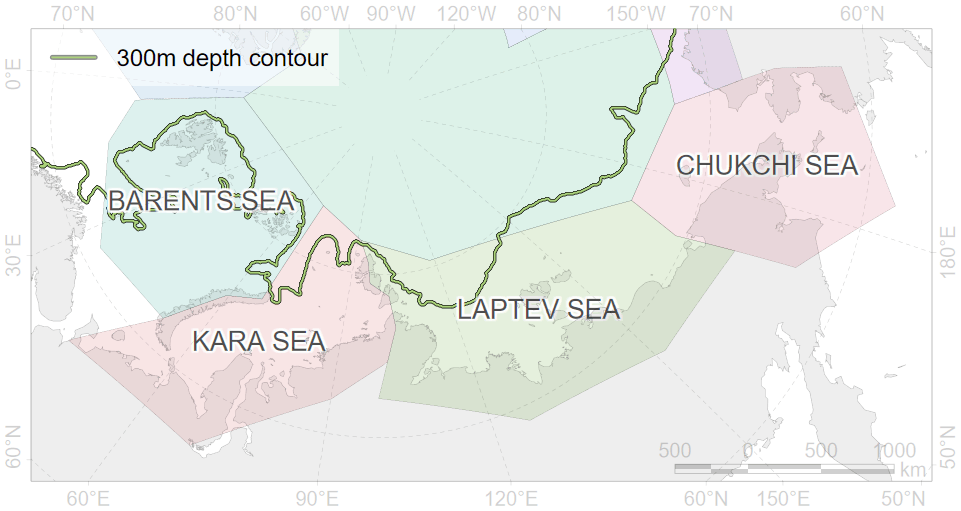 70°N 80°N 60°W 90°W 120°W 80°N 150°W 70°N 60°N
0°E
300m depth contour
CHUKCHI SEA
BARENTS SEA
30°E
180°E
LAPTEV SEA
KARA SEA
60°N
50°N
500 0 500 1000
km
60°E 90°E 120°E 60°N 150°E 50°N